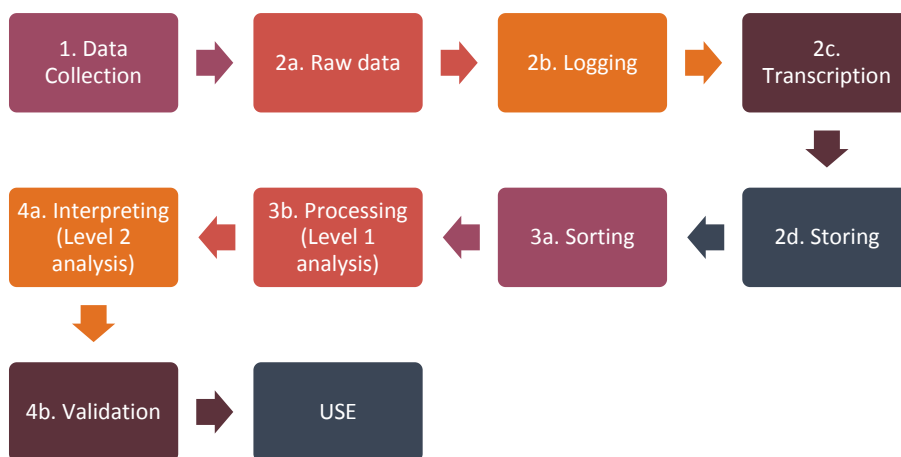 1. Data
Collection
2a. Raw data
2b. Logging
2c.
Transcription
2d. Storing
3a. Sorting
3b. Processing
(Level 1
analysis)
4a. Interpreting
(Level 2
analysis)
4b. Validation
USE